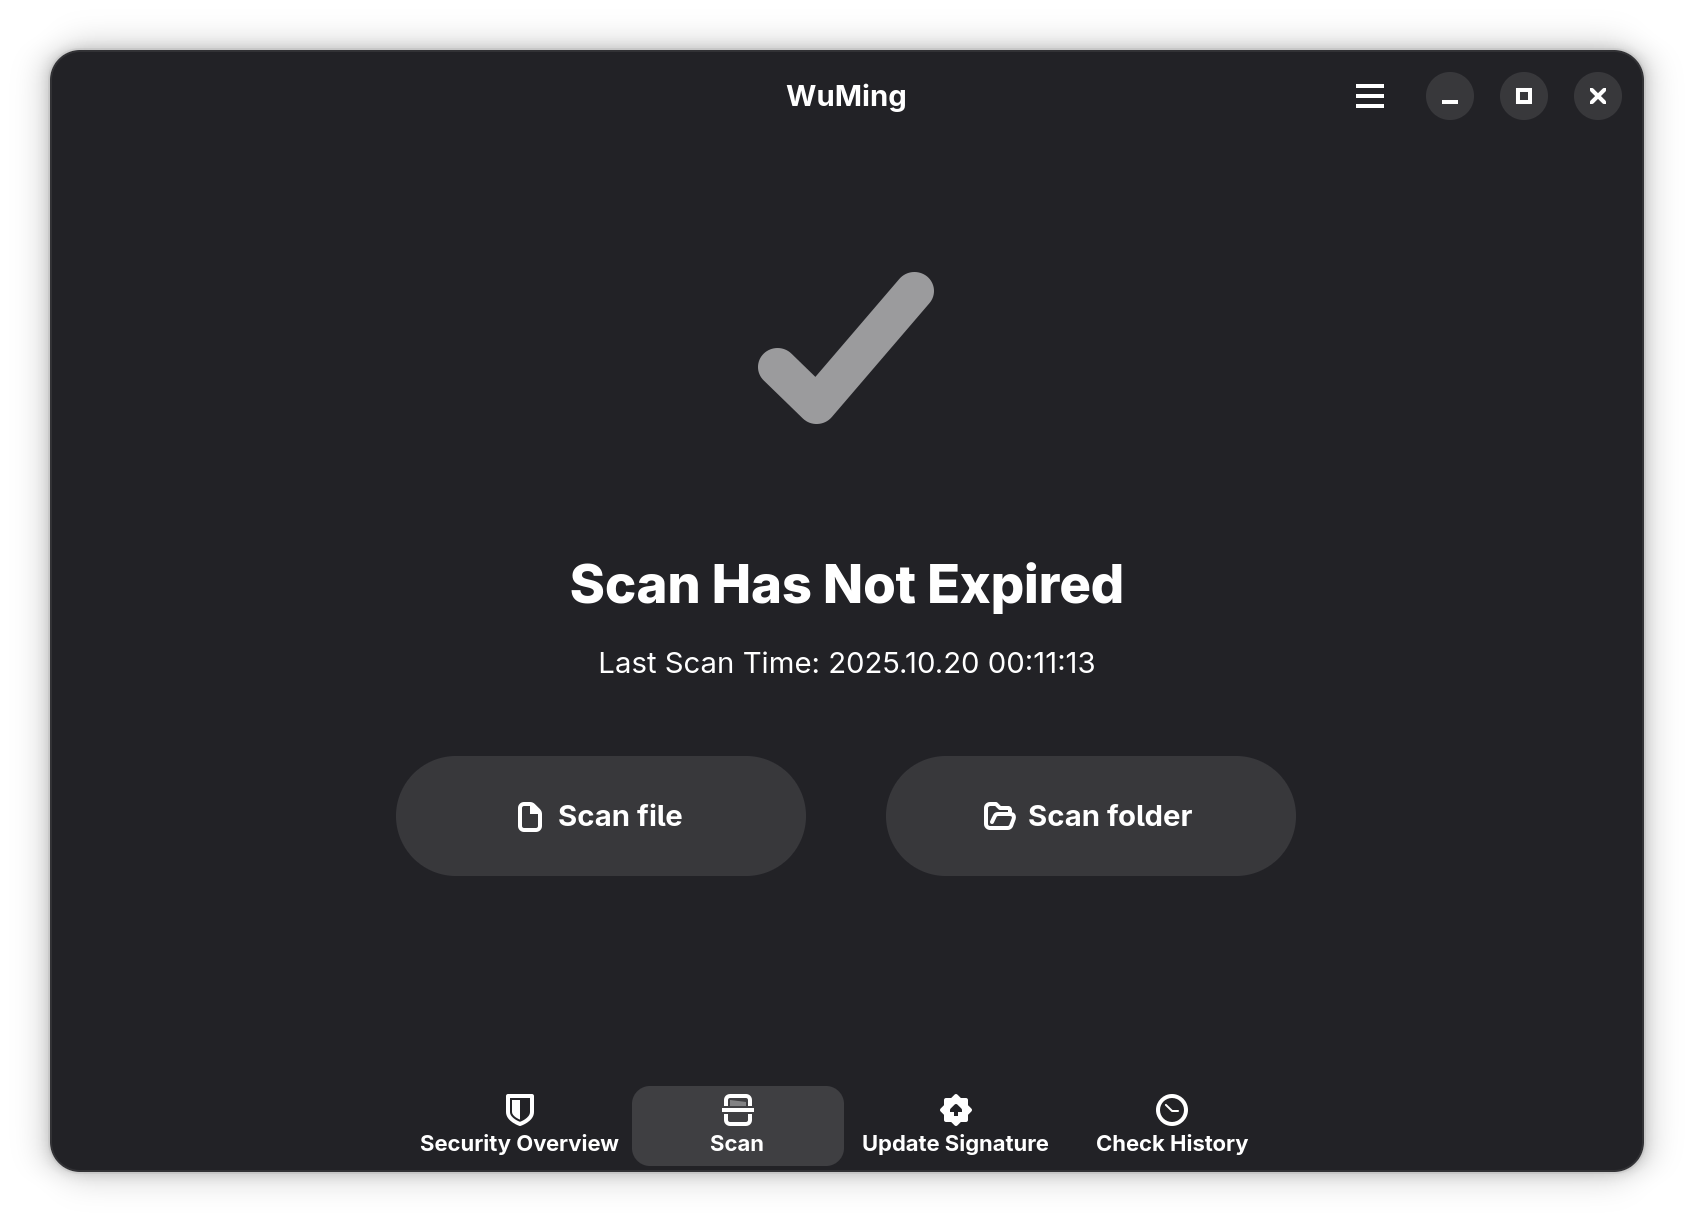 WuMing
Scan Has Not Expired
Last Scan Time: 2025.10.20 00:11:13
Scan file
Scan folder
Security Overview
Scan
Update Signature
Check History